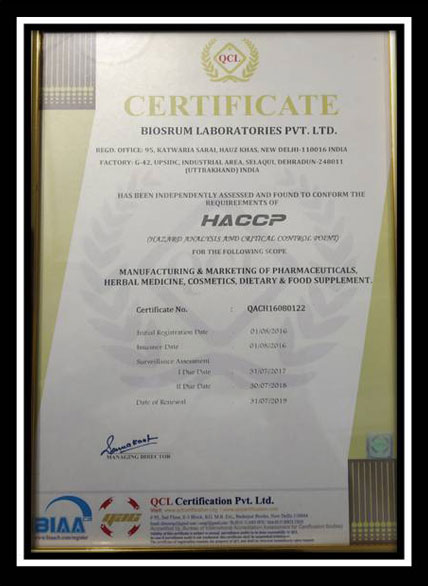 QCL
CERTIFICATE
BIOSRUM LABORATORIES PVT. LTD.
REGD. OFFICE: 95, KATWARIA SARAI, HAUZ KHAS, NEW DELHI-110016 INDIA
FACTORY: G-42, UPSIDC, INDUSTRIAL AREA, SELAQUI, DEHRADUN-248011
(UTTRAKHAND) INDIA
HAS BEEN INDEPENDENTLY ASSESSED AND FOUND TO CONFORM THE
REQUIREEMENTS OF
HACCP
(HAZARD ANALYSIS AND CRITICAL CONTROL POINT)
FOR THE FOLLOWING SCOPE
MANUFACTURING & MARKETING OF PHARMACEUTICALS,
HERBAL MEDICINE, COSMETICS, DIETARY & FOOD SUPPLEMENT.
Certificate No. : QACH16080122
Initial Registration Date : 01/08/2016
Issuance Date : 01/08/2016
Surveillance Assessment
I Due Date : 31/07/2017
II Due Date : 30/07/2018
Date of Renewal : 31/07/2019
MANAGING DIRECTOR
BIAA
QCL Certification Pvt. Ltd.